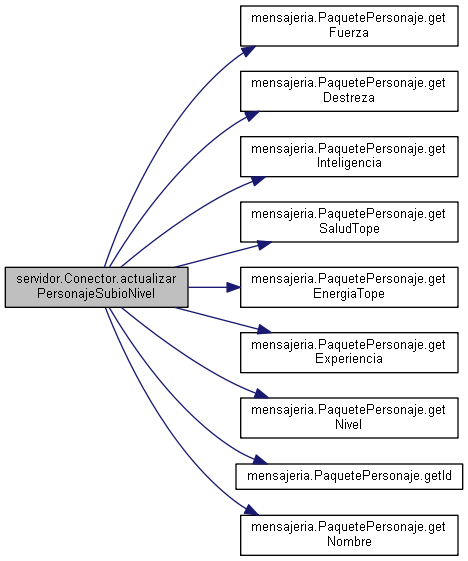 mensajeria.PaquetePersonaje.get
Fuerza
mensajeria.PaquetePersonaje.get
Destreza
mensajeria.PaquetePersonaje.get
Inteligencia
mensajeria.PaquetePersonaje.get
SaludTope
servidor.Conector.actualizar
PersonajeSubioNivel
mensajeria.PaquetePersonaje.get
EnergiaTope
mensajeria.PaquetePersonaje.get
Experiencia
mensajeria.PaquetePersonaje.get
Nivel
mensajeria.PaquetePersonaje.getId
mensajeria.PaquetePersonaje.get
Nombre